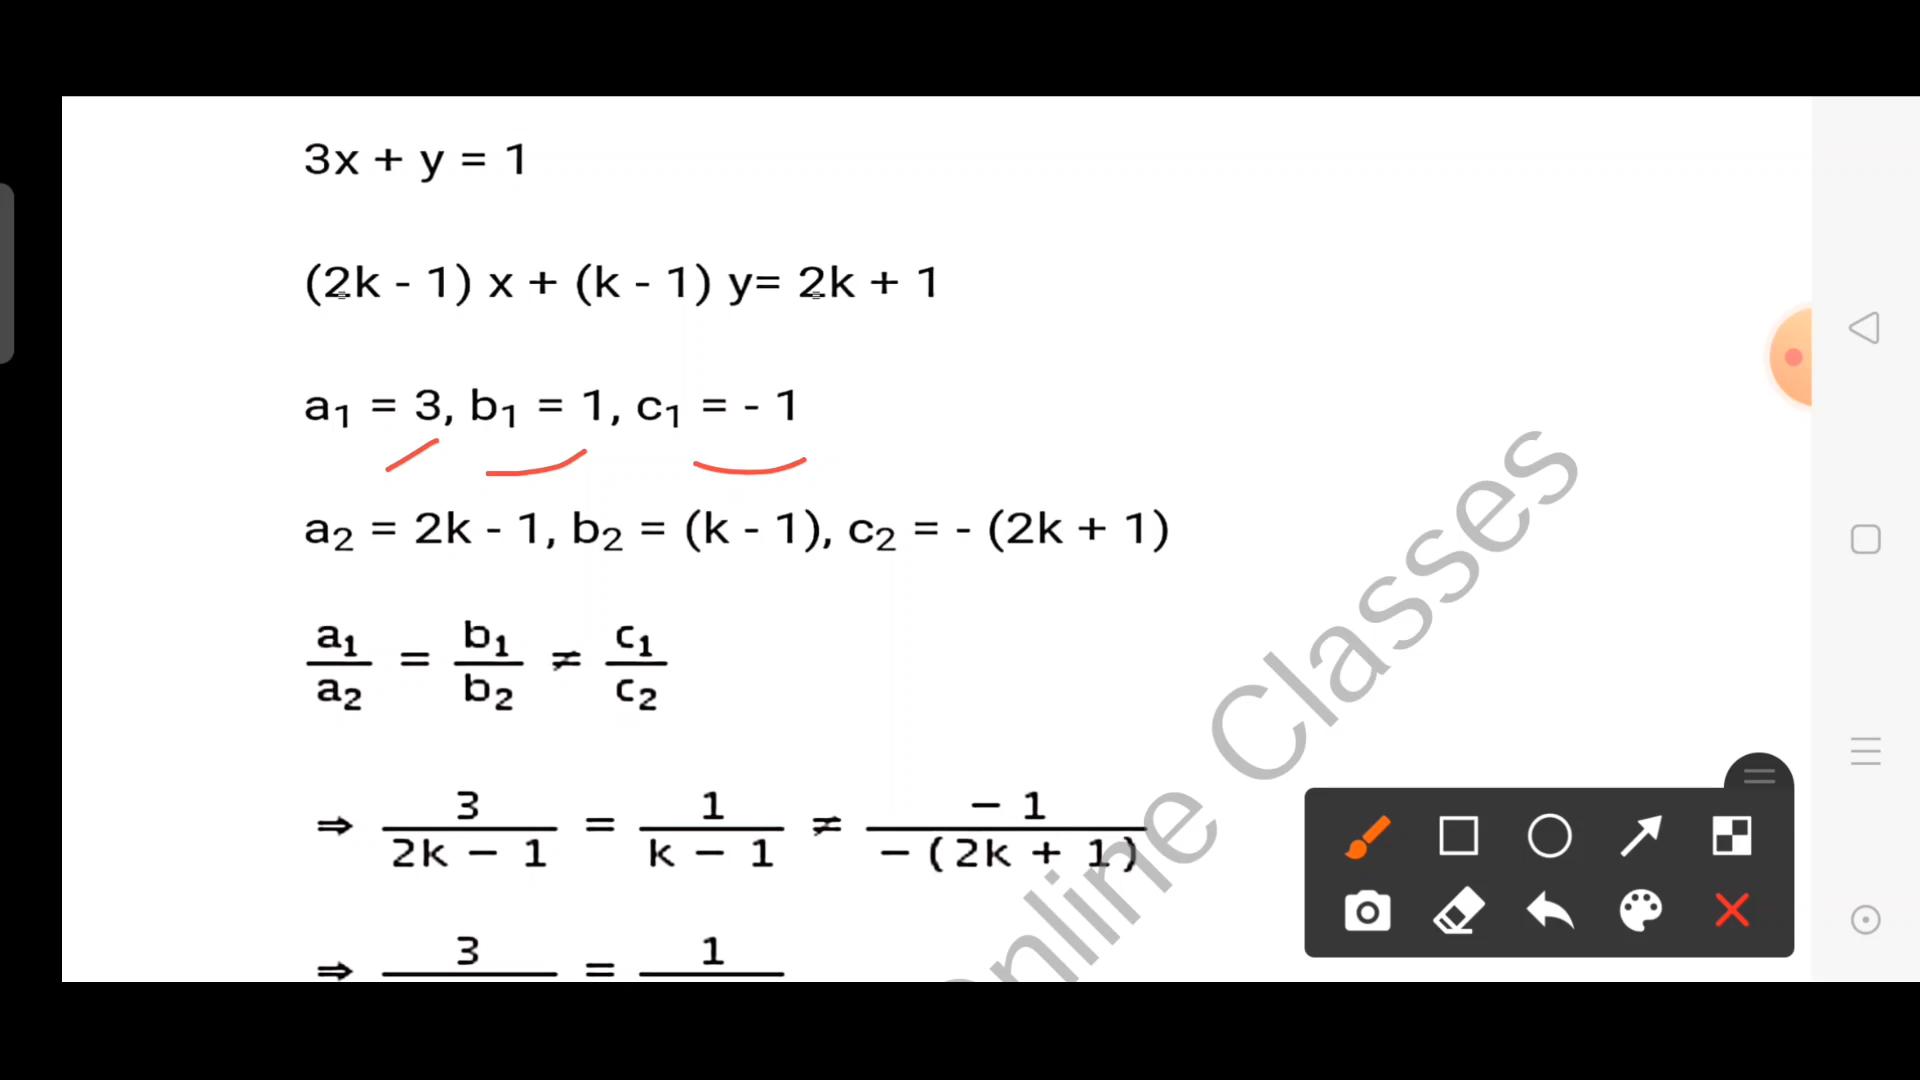 3x + y = 1
(2k - 1) x + (k - 1) y= 2k + 1
a₁ = 3, b₁ = 1, c₁ = - 1
a₂ = 2k - 1, b₂ = (k - 1), c₂ = - (2k + 1)
a₁/a₂ = b₁/b₂ ≠ c₁/c₂
⇒ 3/(2k − 1) = 1/(k − 1) ≠ − 1/− (2k + 1)
⇒ 3 = 1
nline Classes